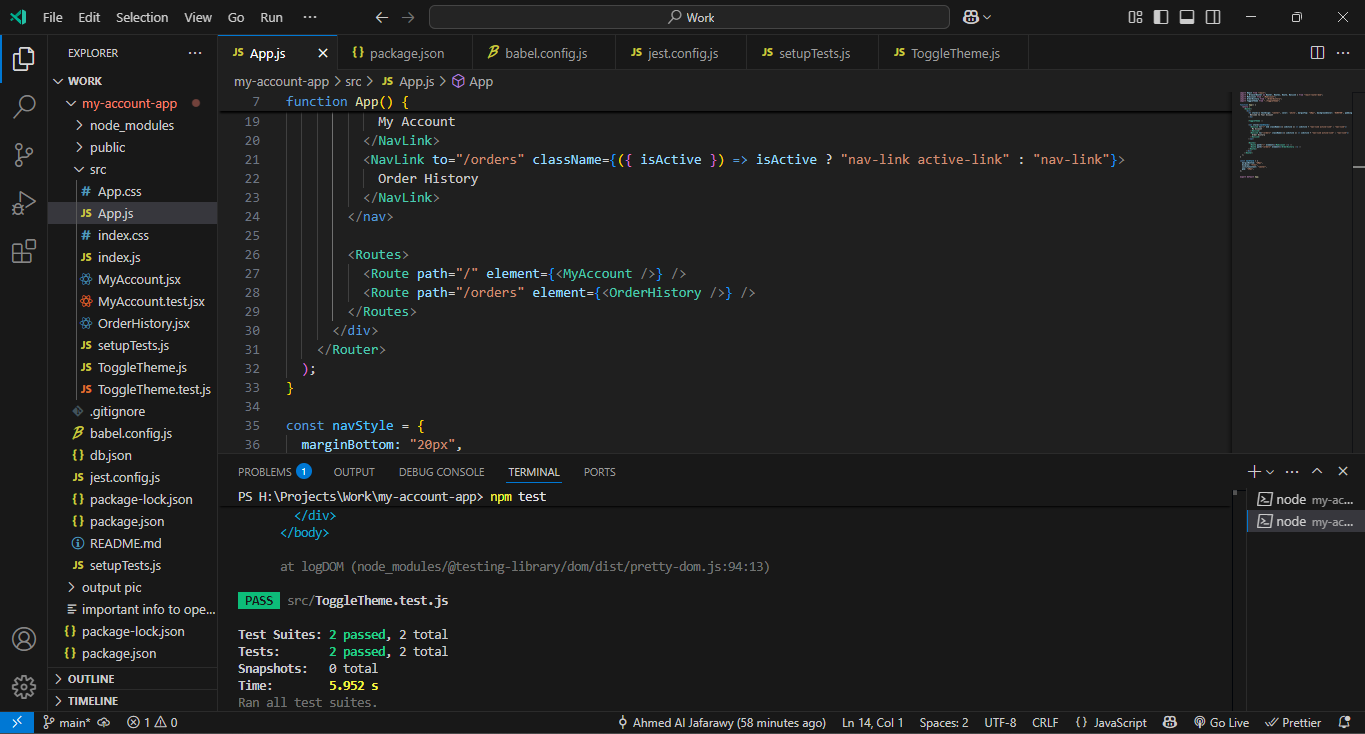 File Edit Selection View Go Run ··· Work
EXPLORER ···
WORK
my-account-app
node_modules
public
src
# App.css
JS App.js
# index.css
JS index.js
MyAccount.jsx
MyAccount.test.jsx
OrderHistory.jsx
JS setupTests.js
JS ToggleTheme.js
JS ToggleTheme.test.js
.gitignore
babel.config.js
{} db.json
JS jest.config.js
{} package-lock.json
{} package.json
README.md
JS setupTests.js
output pic
important info to ope...
{} package-lock.json
{} package.json
OUTLINE
TIMELINE
JS App.js {} package.json babel.config.js JS jest.config.js JS setupTests.js JS ToggleTheme.js
my-account-app > src > JS App.js > App
7 function App() {
19 My Account
20 </NavLink>
21 <NavLink to="/orders" className={({ isActive }) => isActive ? "nav-link active-link" : "nav-link"}>
22 Order History
23 </NavLink>
24 </nav>
25
26 <Routes>
27 <Route path="/" element={<MyAccount />} />
28 <Route path="/orders" element={<OrderHistory />} />
29 </Routes>
30 </div>
31 </Router>
32 );
33 }
34
35 const navStyle = {
36 marginBottom: "20px",
PROBLEMS 1 OUTPUT DEBUG CONSOLE TERMINAL PORTS
PS H:\Projects\Work\my-account-app> npm test
</div>
</body>
at logDOM (node_modules/@testing-library/dom/dist/pretty-dom.js:94:13)
PASS src/ToggleTheme.test.js
Test Suites: 2 passed, 2 total
Tests: 2 passed, 2 total
Snapshots: 0 total
Time: 5.952 s
Ran all test suites.
node my-ac...
node my-ac...
main* 1 0 Ahmed Al Jafarawy (58 minutes ago) Ln 14, Col 1 Spaces: 2 UTF-8 CRLF {} JavaScript Go Live Prettier